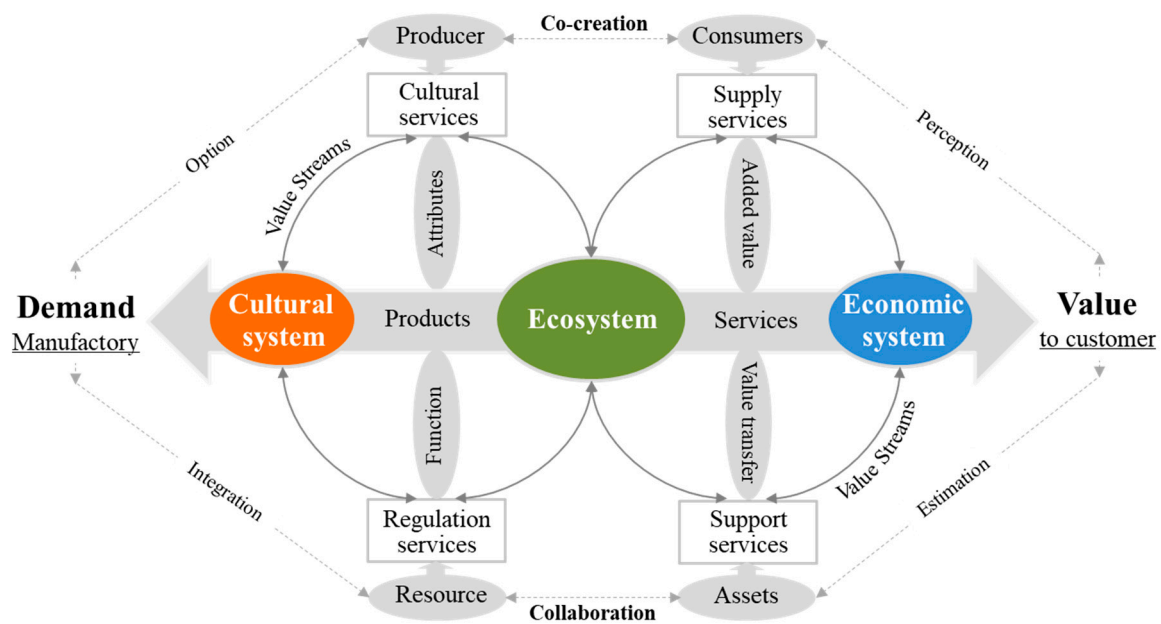 Producer
Co-creation
Consumers
Cultural
services
Supply
services
Option
Perception
Value Streams
Attributes
Added value
Demand
Manufactory
Cultural
system
Products
Ecosystem
Services
Economic
system
Value
to customer
Function
Value transfer
Value Streams
Integration
Estimation
Regulation
services
Support
services
Resource
Collaboration
Assets